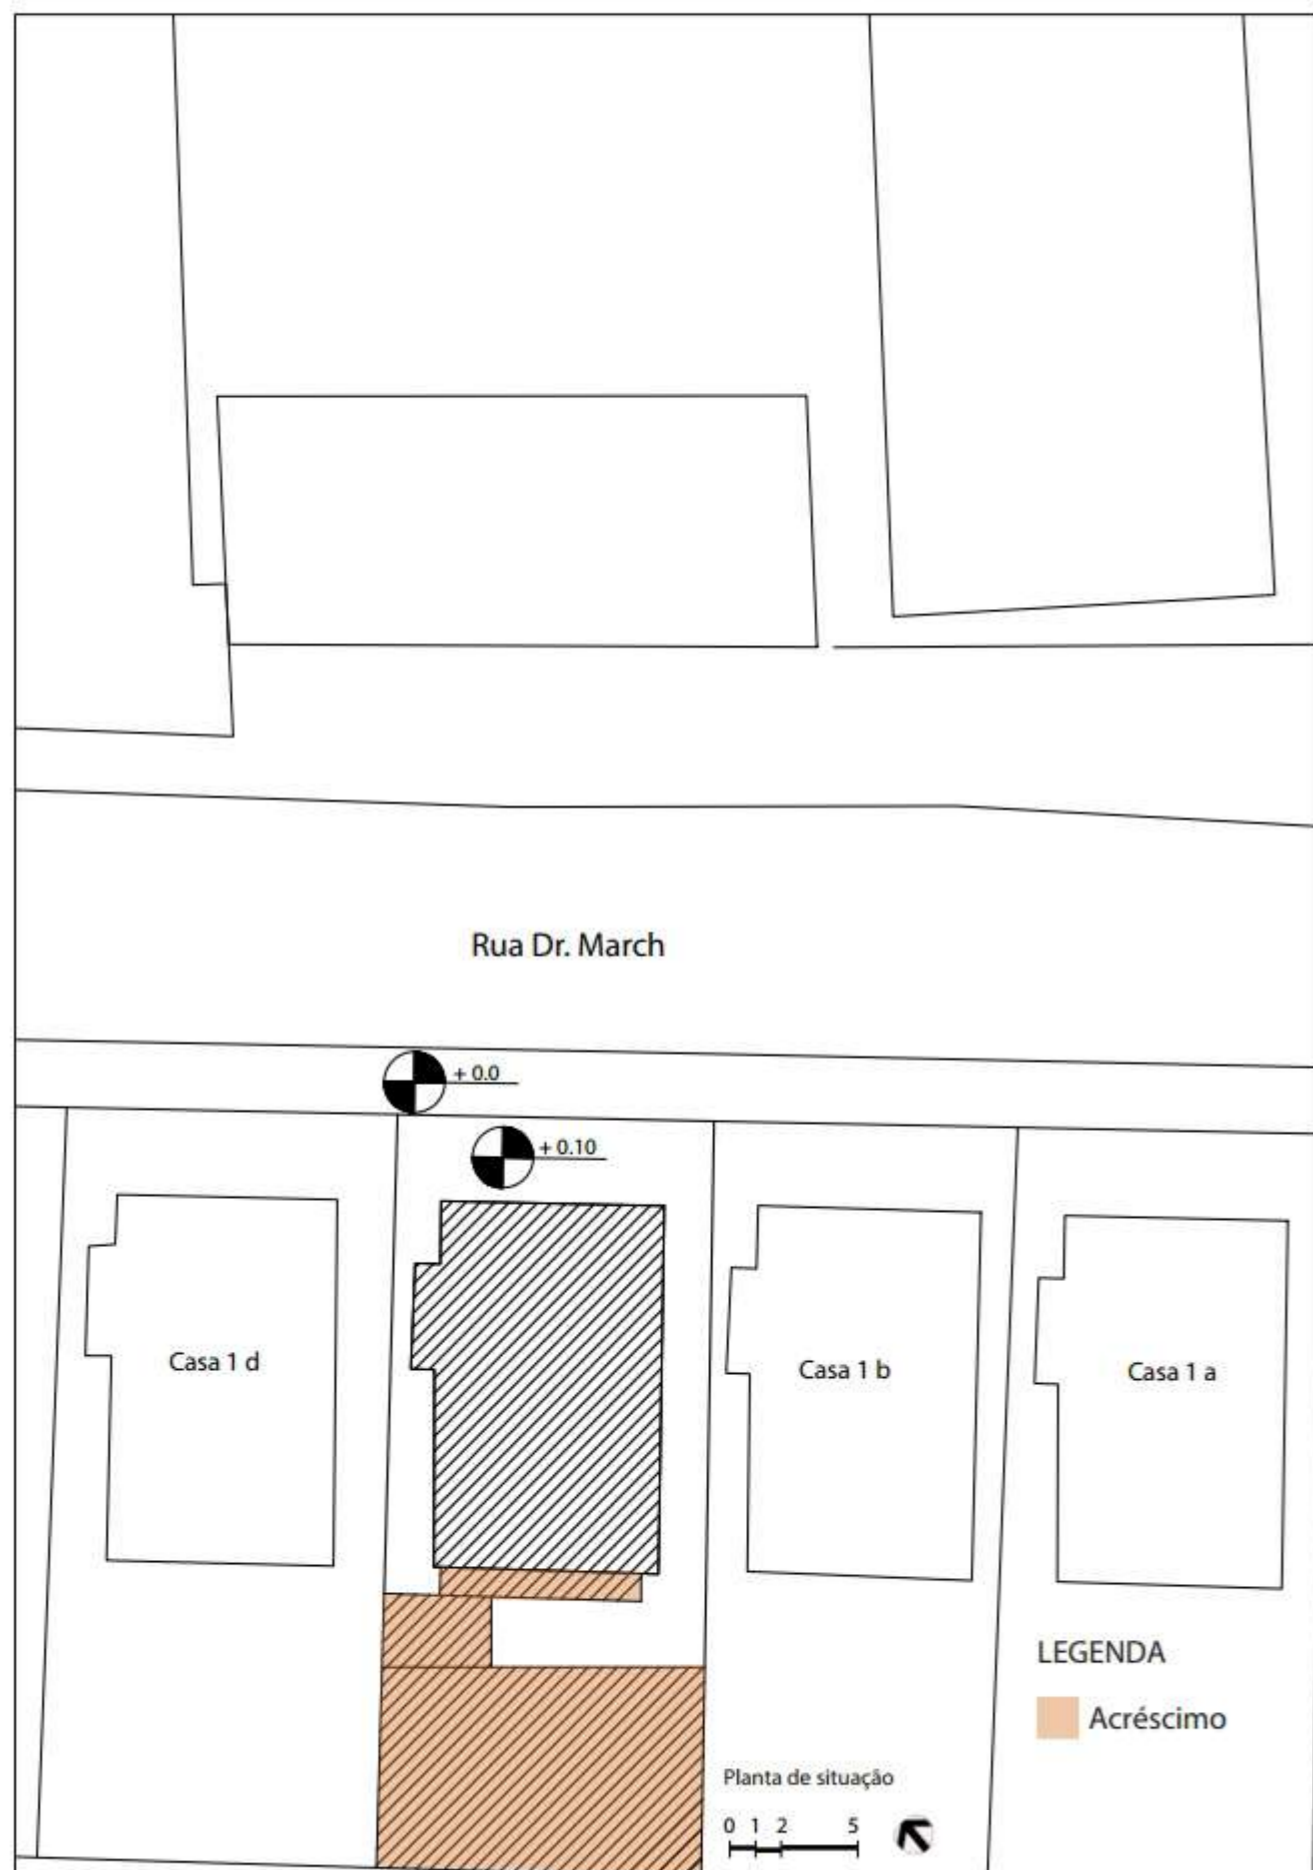 Rua Dr. March
+ 0.0
+ 0.10
Casa 1 d
Casa 1 b
Casa 1 a
LEGENDA
Acréscimo
Planta de situação
0 1 2 5